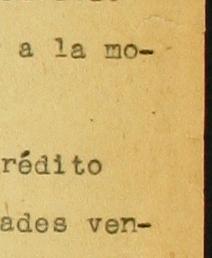 a la mo-
rédito
ades ven-